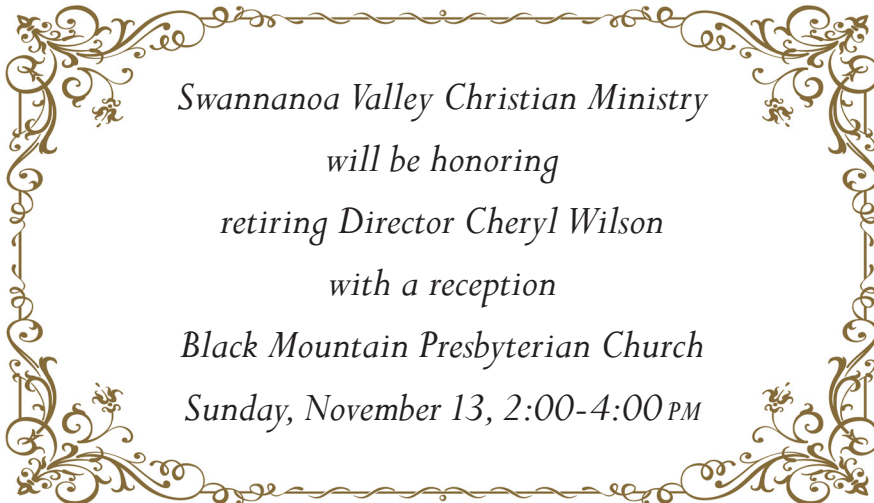 Swannanoa Valley Christian Ministry
will be honoring
retiring Director Cheryl Wilson
with a reception
Black Mountain Presbyterian Church
Sunday, November 13, 2:00-4:00 PM